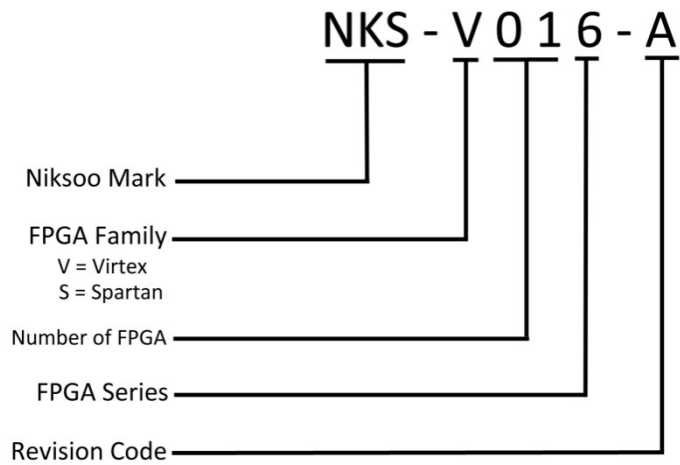 NKS - V 0 1 6 - A
Niksoo Mark
FPGA Family
V = Virtex
S = Spartan
Number of FPGA
FPGA Series
Revision Code